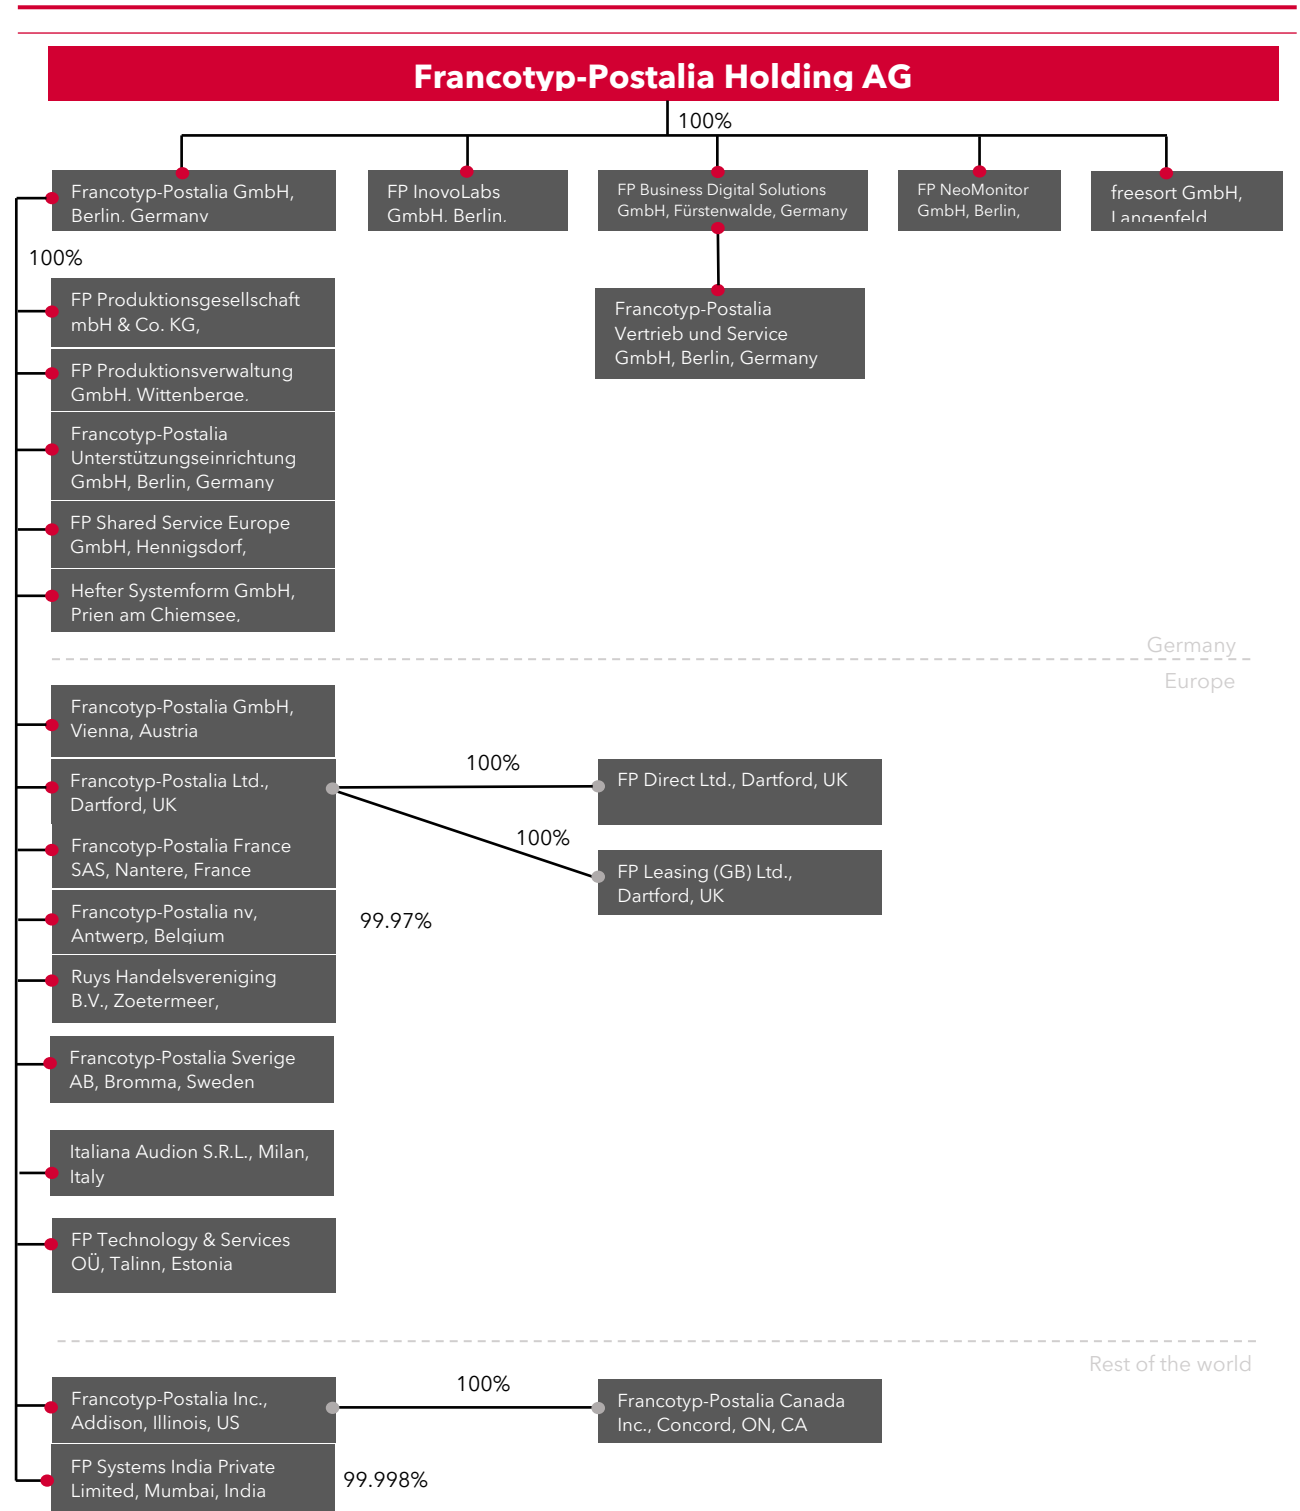 Francotyp-Postalia Holding AG
100%
Francotyp-Postalia GmbH,
Berlin, Germany
FP InovoLabs
GmbH, Berlin,
FP Business Digital Solutions
GmbH, Fürstenwalde, Germany
FP NeoMonitor
GmbH, Berlin,
freesort GmbH,
Langenfeld
100%
FP Produktionsgesellschaft
mbH & Co. KG,
Francotyp-Postalia
Vertrieb und Service
GmbH, Berlin, Germany
FP Produktionsverwaltung
GmbH, Wittenberge,
Francotyp-Postalia
Unterstützungseinrichtung
GmbH, Berlin, Germany
FP Shared Service Europe
GmbH, Hennigsdorf,
Hefter Systemform GmbH,
Prien am Chiemsee,
Germany
Europe
Francotyp-Postalia GmbH,
Vienna, Austria
Francotyp-Postalia Ltd.,
Dartford, UK
100%
FP Direct Ltd., Dartford, UK
100%
FP Leasing (GB) Ltd.,
Dartford, UK
Francotyp-Postalia France
SAS, Nantere, France
Francotyp-Postalia nv,
Antwerp, Belgium
99.97%
Ruys Handelsvereniging
B.V., Zoetermeer,
Francotyp-Postalia Sverige
AB, Bromma, Sweden
Italiana Audion S.R.L., Milan,
Italy
FP Technology & Services
OÜ, Talinn, Estonia
Rest of the world
Francotyp-Postalia Inc.,
Addison, Illinois, US
100%
Francotyp-Postalia Canada
Inc., Concord, ON, CA
FP Systems India Private
Limited, Mumbai, India
99.998%